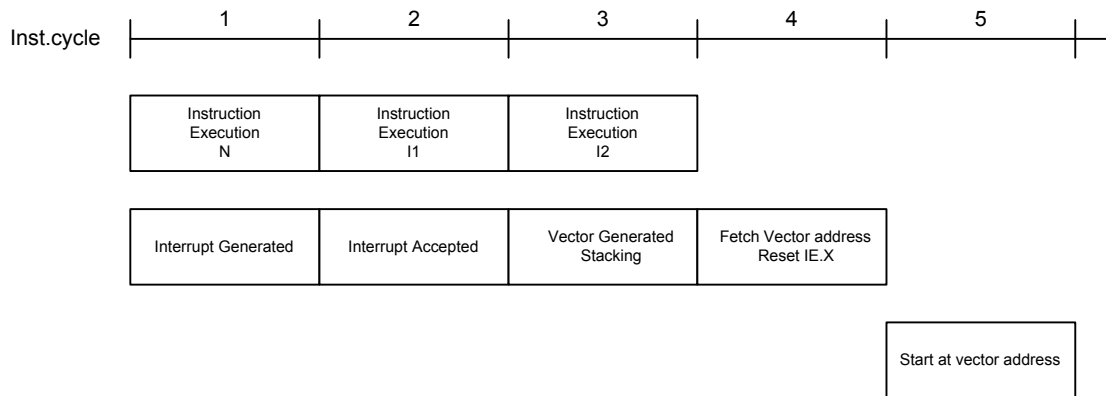 1 2 3 4 5
Inst.cycle
Instruction
Execution
N
Instruction
Execution
I1
Instruction
Execution
I2
Interrupt Generated
Interrupt Accepted
Vector Generated
Stacking
Fetch Vector address
Reset IE.X
Start at vector address